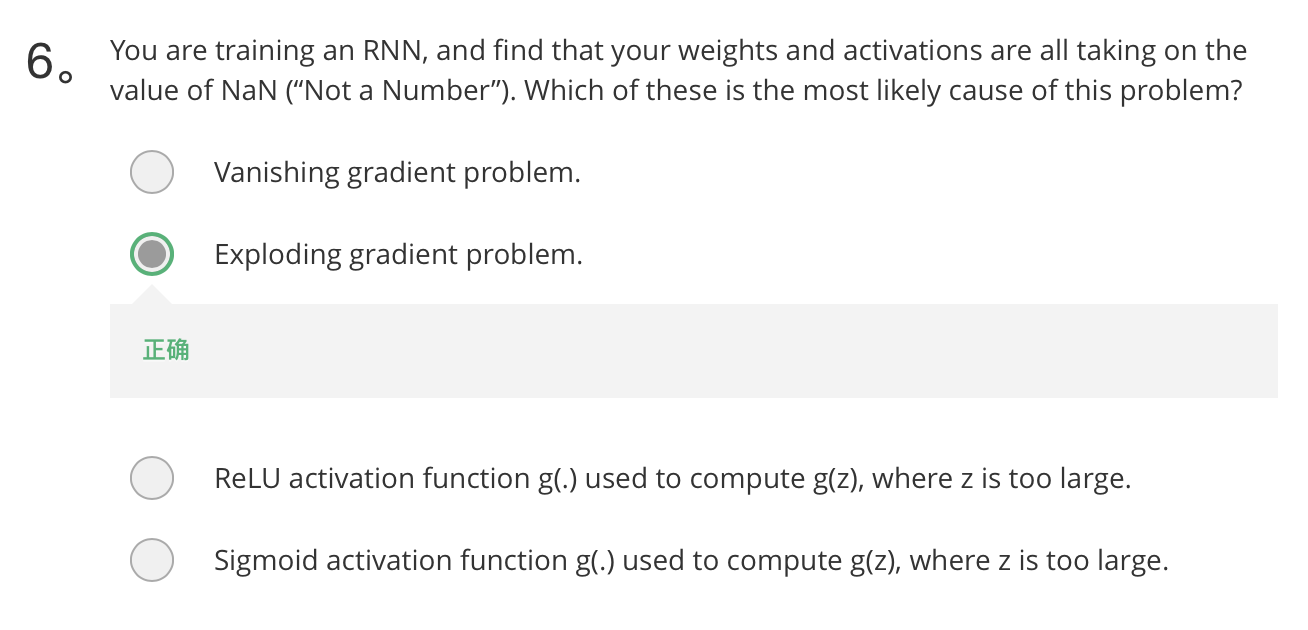 6。
You are training an RNN, and find that your weights and activations are all taking on the
value of NaN (“Not a Number”). Which of these is the most likely cause of this problem?
Vanishing gradient problem.
Exploding gradient problem.
正确
ReLU activation function g(.) used to compute g(z), where z is too large.
Sigmoid activation function g(.) used to compute g(z), where z is too large.